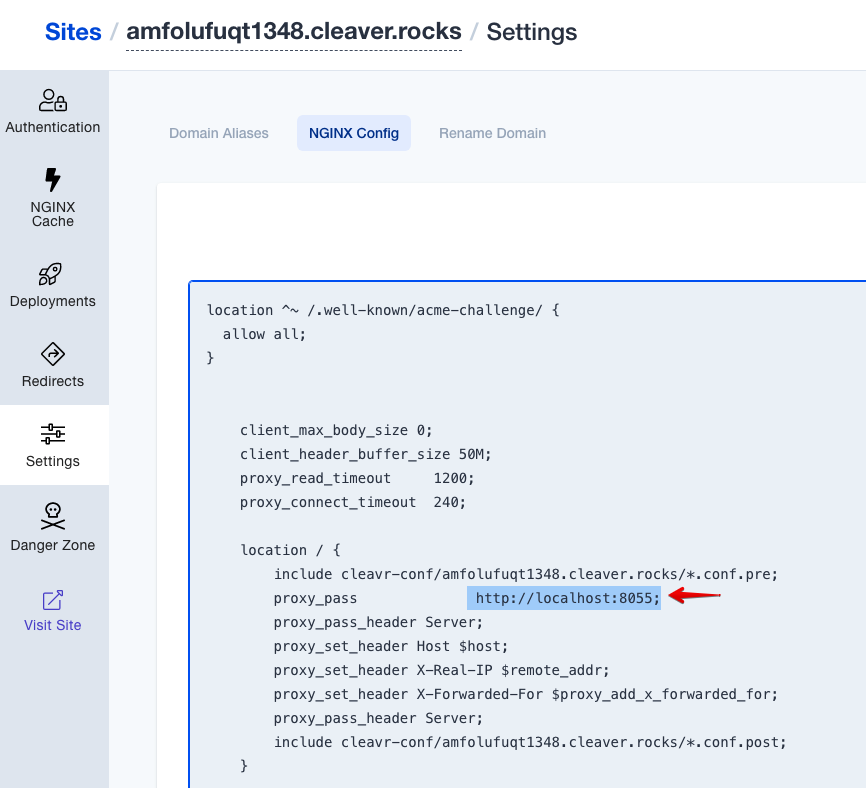 Sites / amfolufuqt1348.cleaver.rocks / Settings
Authentication
NGINX
Cache
Deployments
Redirects
Settings
Danger Zone
Visit Site
Domain Aliases NGINX Config Rename Domain
location ^~ /.well-known/acme-challenge/ {
allow all;
}
client_max_body_size 0;
client_header_buffer_size 50M;
proxy_read_timeout 1200;
proxy_connect_timeout 240;
location / {
include cleavr-conf/amfolufuqt1348.cleaver.rocks/*.conf.pre;
proxy_pass http://localhost:8055;
proxy_pass_header Server;
proxy_set_header Host $host;
proxy_set_header X-Real-IP $remote_addr;
proxy_set_header X-Forwarded-For $proxy_add_x_forwarded_for;
proxy_pass_header Server;
include cleavr-conf/amfolufuqt1348.cleaver.rocks/*.conf.post;
}